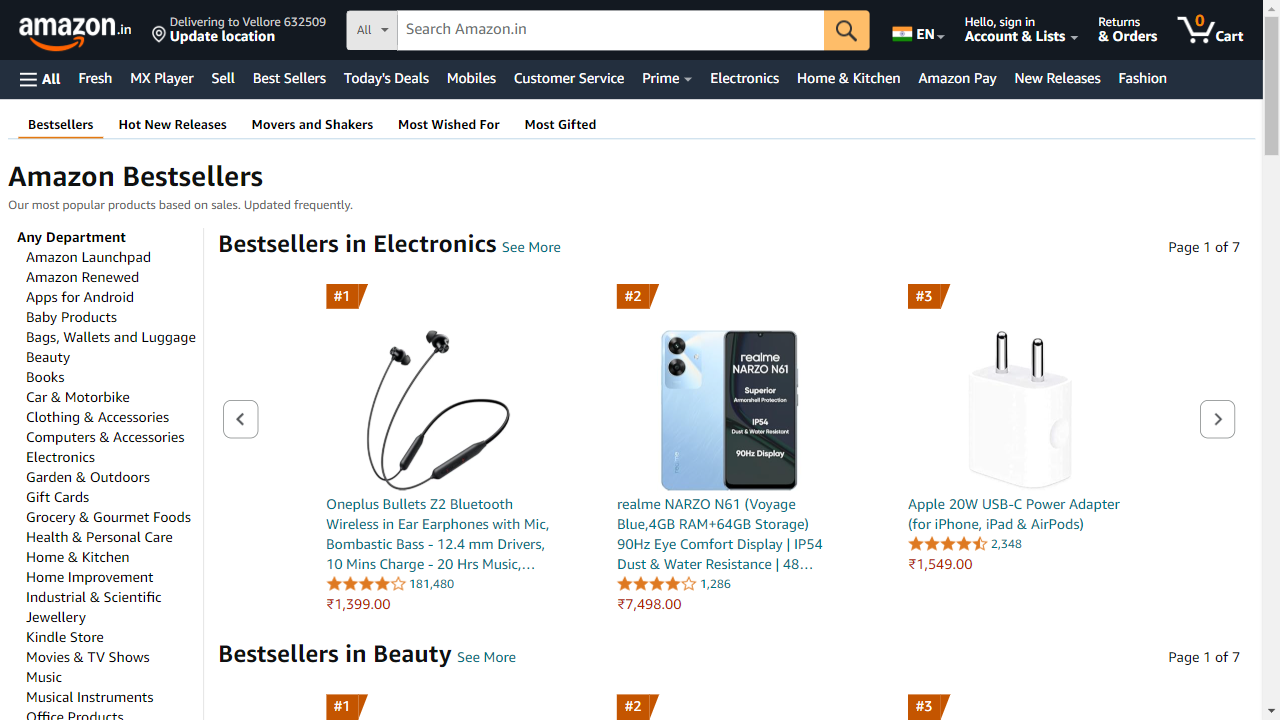 amazon.in
Delivering to Vellore 632509
Update location
All
Search Amazon.in
EN
Hello, sign in
Account & Lists
Returns
& Orders
0
Cart
All
Fresh
MX Player
Sell
Best Sellers
Today's Deals
Mobiles
Customer Service
Prime
Electronics
Home & Kitchen
Amazon Pay
New Releases
Fashion
Bestsellers
Hot New Releases
Movers and Shakers
Most Wished For
Most Gifted
Amazon Bestsellers
Our most popular products based on sales. Updated frequently.
Any Department
Amazon Launchpad
Amazon Renewed
Apps for Android
Baby Products
Bags, Wallets and Luggage
Beauty
Books
Car & Motorbike
Clothing & Accessories
Computers & Accessories
Electronics
Garden & Outdoors
Gift Cards
Grocery & Gourmet Foods
Health & Personal Care
Home & Kitchen
Home Improvement
Industrial & Scientific
Jewellery
Kindle Store
Movies & TV Shows
Music
Musical Instruments
Office Products
Bestsellers in Electronics See More
Page 1 of 7
#1
Oneplus Bullets Z2 Bluetooth
Wireless in Ear Earphones with Mic,
Bombastic Bass - 12.4 mm Drivers,
10 Mins Charge - 20 Hrs Music,…
181,480
₹1,399.00
#2
realme
NARZO N61
Superior
Armorshell Protection
IP54
Dust & Water Resistant
90Hz Display
realme NARZO N61 (Voyage
Blue,4GB RAM+64GB Storage)
90Hz Eye Comfort Display | IP54
Dust & Water Resistance | 48…
1,286
₹7,498.00
#3
Apple 20W USB-C Power Adapter
(for iPhone, iPad & AirPods)
2,348
₹1,549.00
Bestsellers in Beauty See More
Page 1 of 7
#1
#2
#3